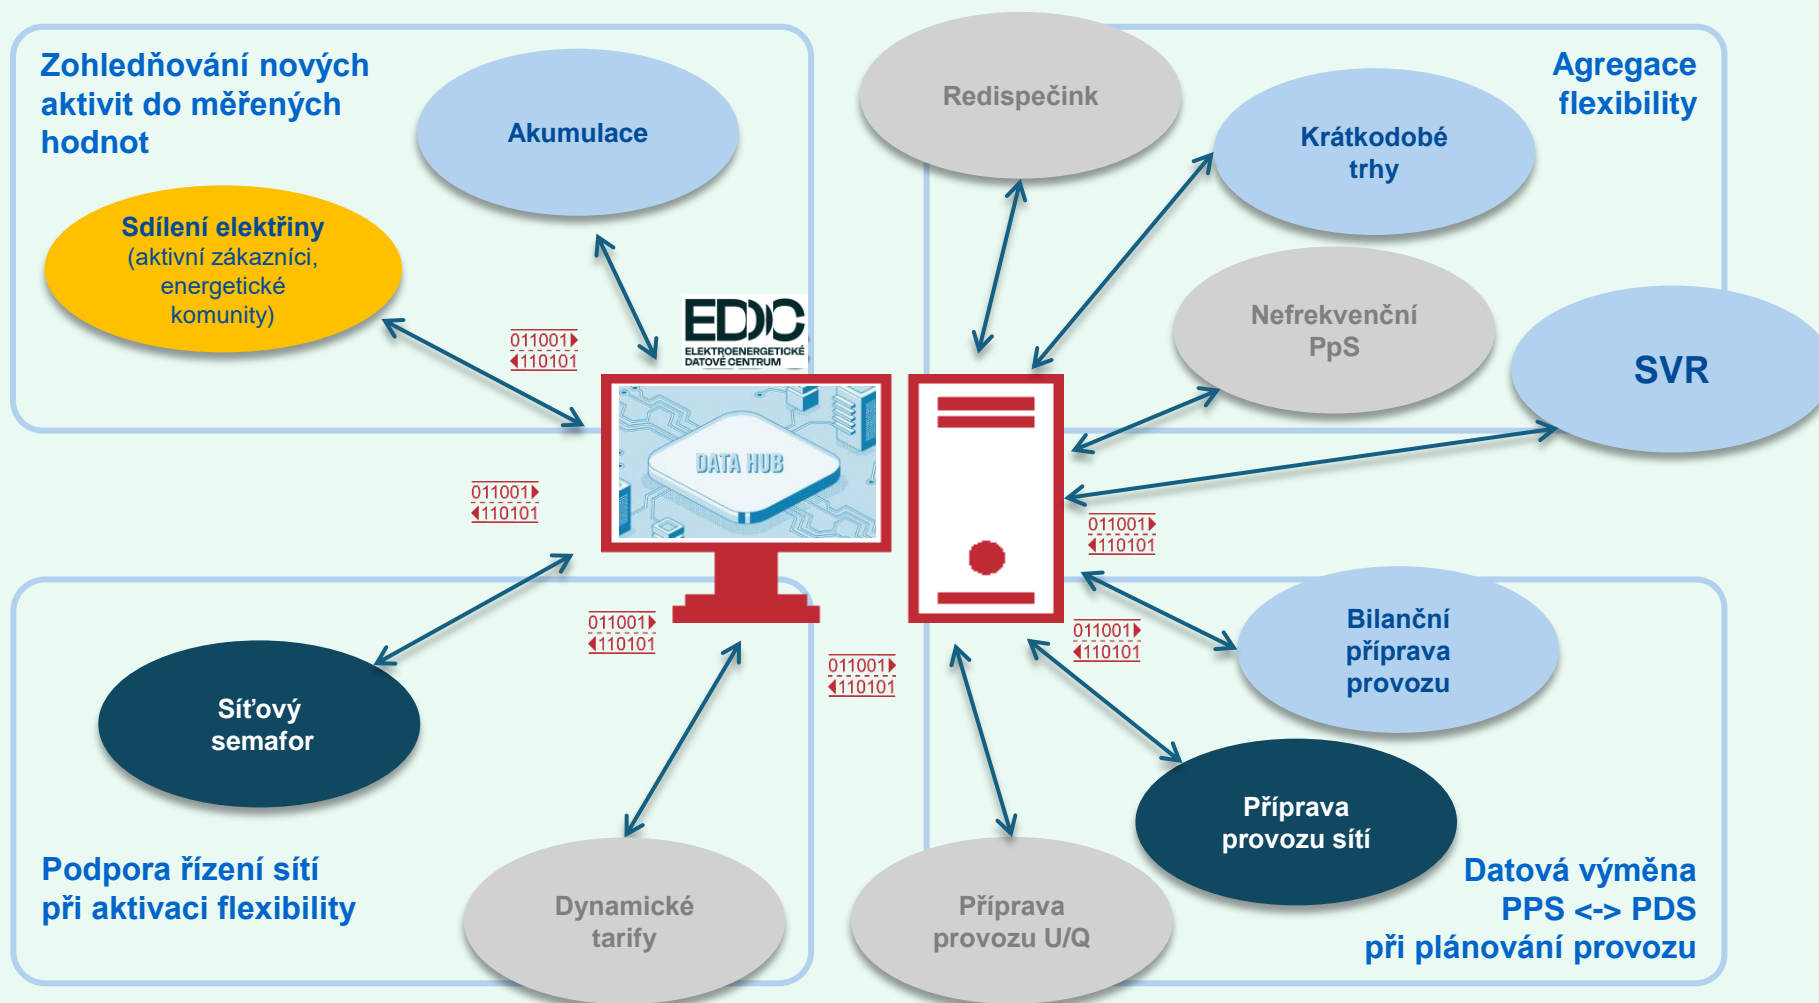 Zohledňování nových
aktivit do měřených
hodnot
Akumulace
Sdílení elektřiny
(aktivní zákazníci,
energetické
komunity)
Redispečink
Krátkodobé
trhy
Agregace
flexibility
Nefrekvenční
PpS
SVR
EDDC
ELEKTROENERGETICKÉ
DATOVÉ CENTRUM
DATA HUB
011001
110101
011001
110101
011001
110101
011001
110101
011001
110101
011001
110101
Síťový
semafor
Podpora řízení sítí
při aktivaci flexibility
Dynamické
tarify
Příprava
provozu U/Q
Bilanční
příprava
provozu
Příprava
provozu sítí
Datová výměna
PPS <-> PDS
při plánování provozu